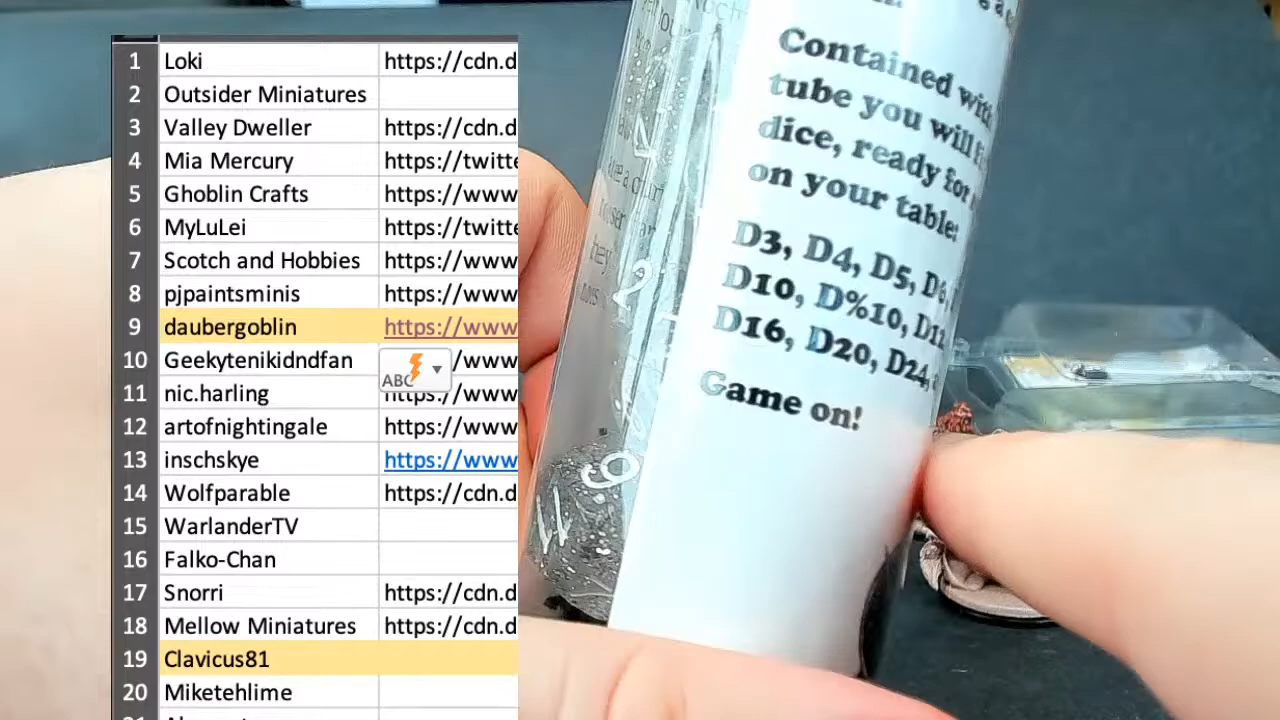 1 Loki https://cdn.d
2 Outsider Miniatures
3 Valley Dweller https://cdn.d
4 Mia Mercury https://twitte
5 Ghoblin Crafts https://www
6 MyLuLei https://twitte
7 Scotch and Hobbies https://www
8 pjpaintsminis https://www
9 daubergoblin https://www
10 Geekytenikidndfan /www
ABC
11 nic.harling https://www
12 artofnightingale https://www
13 inschskye https://www
14 Wolfparable https://cdn.d
15 WarlanderTV
16 Falko-Chan
17 Snorri https://cdn.d
18 Mellow Miniatures https://cdn.d
19 Clavicus81
20 Miketehlime
Contained with
tube you will
dice, ready for
on your table:
D3, D4, D5, D6,
D10, D%10, D12
D16, D20, D24,
Game on!